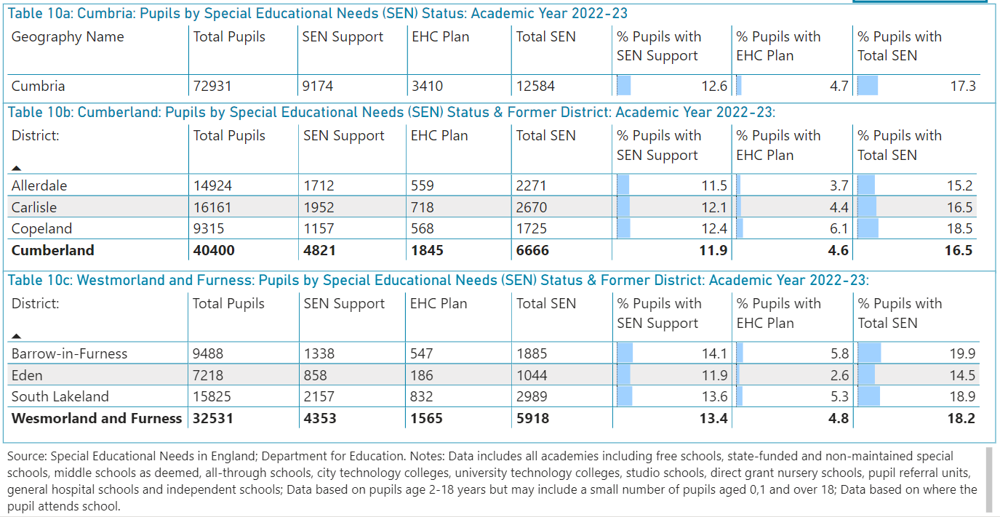 Table 10a: Cumbria: Pupils by Special Educational Needs (SEN) Status: Academic Year 2022-23
Geography Name Total Pupils SEN Support EHC Plan Total SEN % Pupils with SEN Support % Pupils with EHC Plan % Pupils with Total SEN
Cumbria 72931 9174 3410 12584 12.6 4.7 17.3
Table 10b: Cumberland: Pupils by Special Educational Needs (SEN) Status & Former District: Academic Year 2022-23:
District: Total Pupils SEN Support EHC Plan Total SEN % Pupils with SEN Support % Pupils with EHC Plan % Pupils with Total SEN
Allerdale 14924 1712 559 2271 11.5 3.7 15.2
Carlisle 16161 1952 718 2670 12.1 4.4 16.5
Copeland 9315 1157 568 1725 12.4 6.1 18.5
Cumberland 40400 4821 1845 6666 11.9 4.6 16.5
Table 10c: Westmorland and Furness: Pupils by Special Educational Needs (SEN) Status & Former District: Academic Year 2022-23:
District: Total Pupils SEN Support EHC Plan Total SEN % Pupils with SEN Support % Pupils with EHC Plan % Pupils with Total SEN
Barrow-in-Furness 9488 1338 547 1885 14.1 5.8 19.9
Eden 7218 858 186 1044 11.9 2.6 14.5
South Lakeland 15825 2157 832 2989 13.6 5.3 18.9
Wesmorland and Furness 32531 4353 1565 5918 13.4 4.8 18.2
Source: Special Educational Needs in England; Department for Education. Notes: Data includes all academies including free schools, state-funded and non-maintained special
schools, middle schools as deemed, all-through schools, city technology colleges, university technology colleges, studio schools, direct grant nursery schools, pupil referral units,
general hospital schools and independent schools; Data based on pupils age 2-18 years but may include a small number of pupils aged 0,1 and over 18; Data based on where the
pupil attends school.